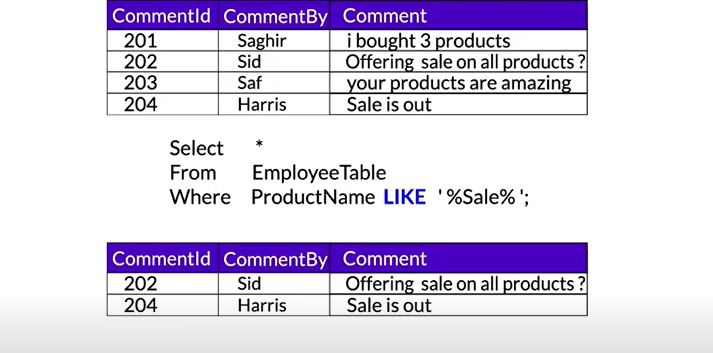 CommentId CommentBy Comment
201 Saghir i bought 3 products
202 Sid Offering sale on all products ?
203 Saf your products are amazing
204 Harris Sale is out
Select *
From EmployeeTable
Where ProductName LIKE ' %Sale% ';
CommentId CommentBy Comment
202 Sid Offering sale on all products ?
204 Harris Sale is out